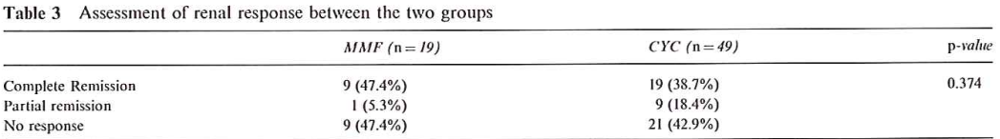 Table 3 Assessment of renal response between the two groups
MMF (n = 19) CYC (n = 49) p-value
Complete Remission 9 (47.4%) 19 (38.7%) 0.374
Partial remission 1 (5.3%) 9 (18.4%)
No response 9 (47.4%) 21 (42.9%)